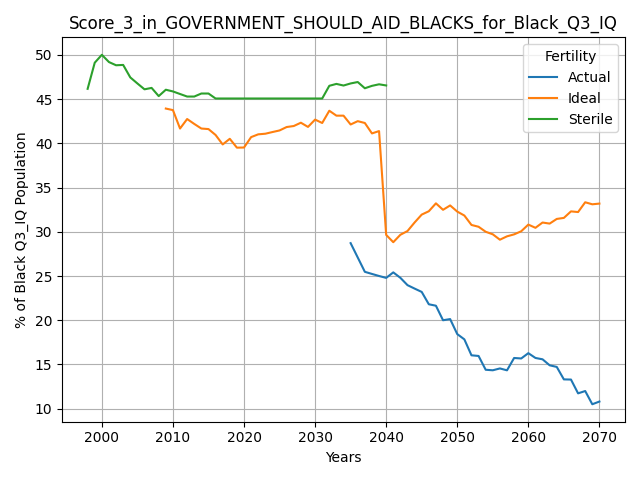 Score_3_in_GOVERNMENT_SHOULD_AID_BLACKS_for_Black_Q3_IQ
Fertility
Actual
Ideal
Sterile
% of Black Q3_IQ Population
50
45
40
35
30
25
20
15
10
2000 2010 2020 2030 2040 2050 2060 2070
Years